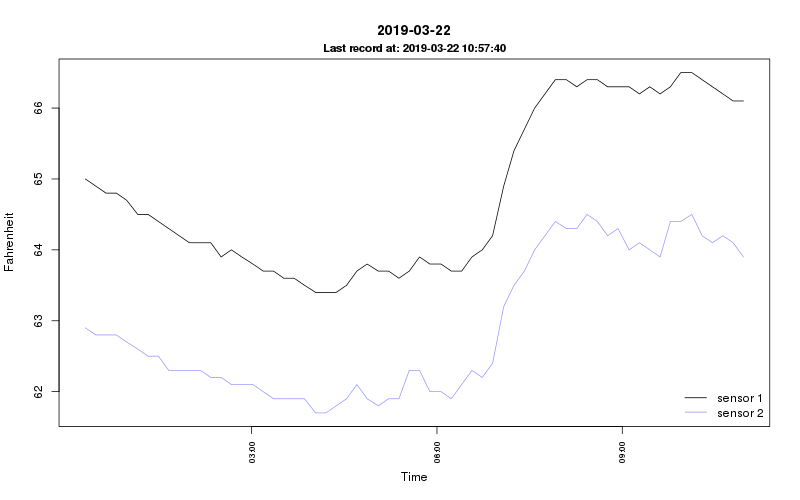 2019-03-22
Last record at: 2019-03-22 10:57:40
66
65
64
63
62
Fahrenheit
sensor 1
sensor 2
03:00
06:00
09:00
Time